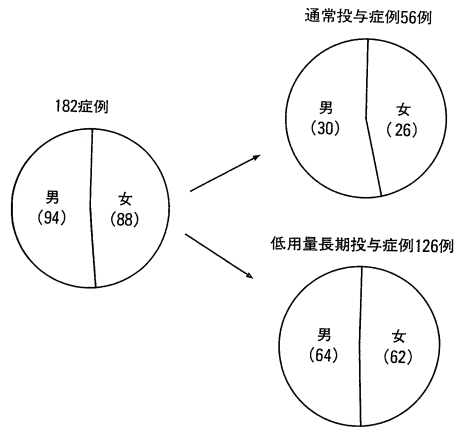 通常投与症例56例
男
(30)
女
(26)
182症例
男
(94)
女
(88)
低用量長期投与症例126例
男
(64)
女
(62)